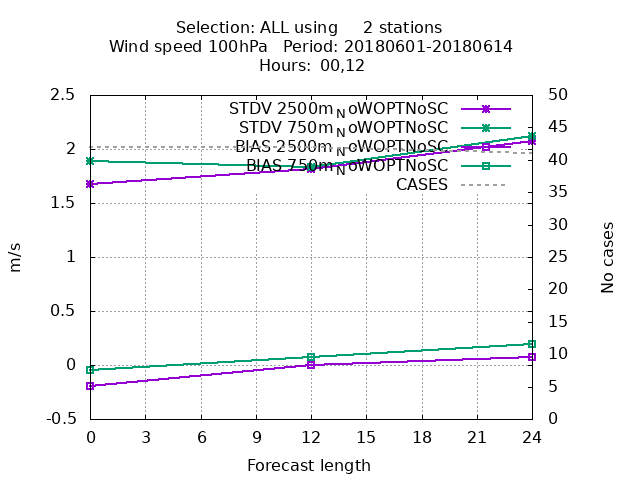 Selection: ALL using 2 stations
Wind speed 100hPa Period: 20180601-20180614
Hours: 00,12
2.5
2
1.5
1
0.5
0
-0.5
50
45
40
35
30
25
20
15
10
5
0
STDV 2500m_NoWOPTNoSC
STDV 750m_NoWOPTNoSC
BIAS 2500m_NoWOPTNoSC
BIAS 750m_NoWOPTNoSC
CASES
m/s
No cases
0 3 6 9 12 15 18 21 24
Forecast length